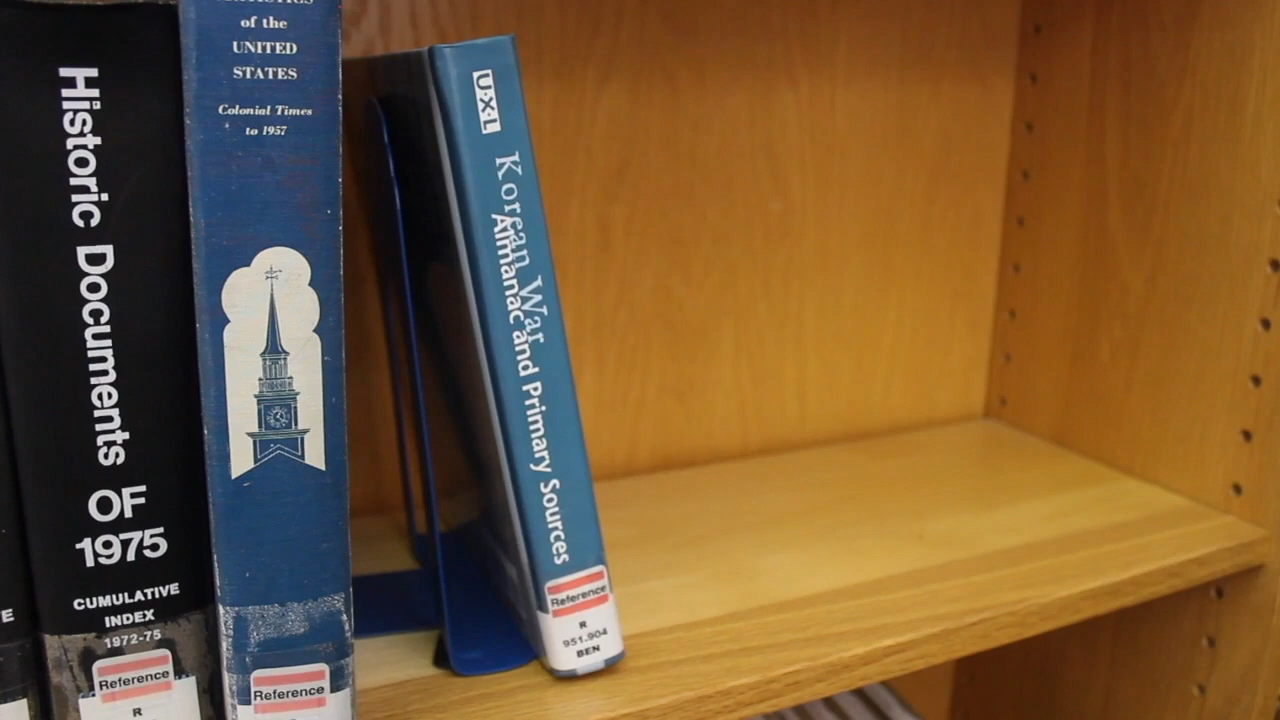 E
Historic Documents
OF
1975
CUMULATIVE
INDEX
1972-75
Reference
R
of the
UNITED
STATES
Colonial Times
to 1957
Reference
U·X·L
Korean War
Almanac and Primary Sources
Reference
R
951.904
BEN